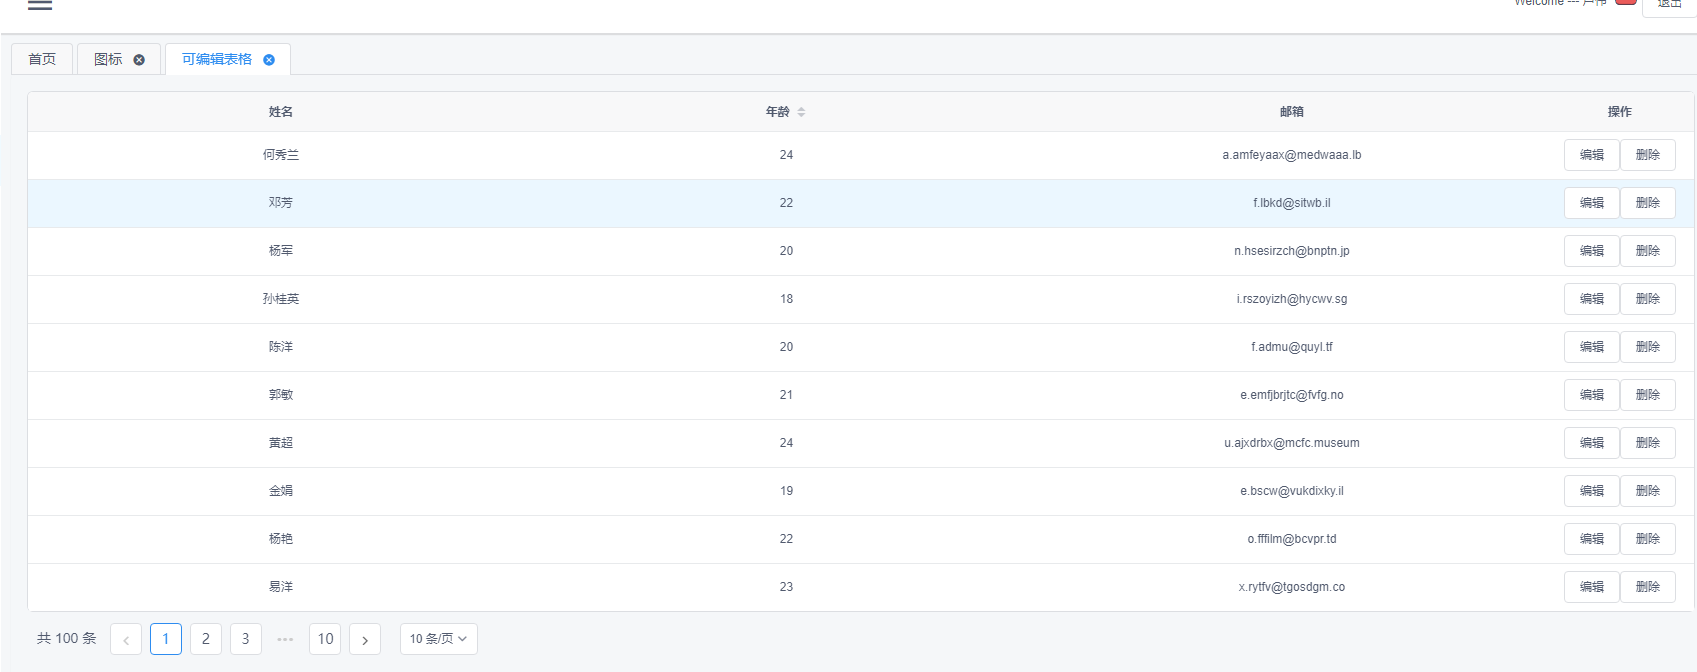 Welcome --- 卢伟 退出
首页 图标 可编辑表格
姓名 年龄 邮箱 操作
何秀兰 24 a.amfeyaax@medwaaa.lb 编辑 删除
邓芳 22 f.lbkd@sitwb.il 编辑 删除
杨军 20 n.hsesirzch@bnptn.jp 编辑 删除
孙桂英 18 i.rszoyizh@hycwv.sg 编辑 删除
陈洋 20 f.admu@quyl.tf 编辑 删除
郭敏 21 e.emfjbrjtc@fvfg.no 编辑 删除
黄超 24 u.ajxdrbx@mcfc.museum 编辑 删除
金娟 19 e.bscw@vukdixky.il 编辑 删除
杨艳 22 o.fffilm@bcvpr.td 编辑 删除
易洋 23 x.rytfv@tgosdgm.co 编辑 删除
共 100 条 1 2 3 ··· 10 10 条/页